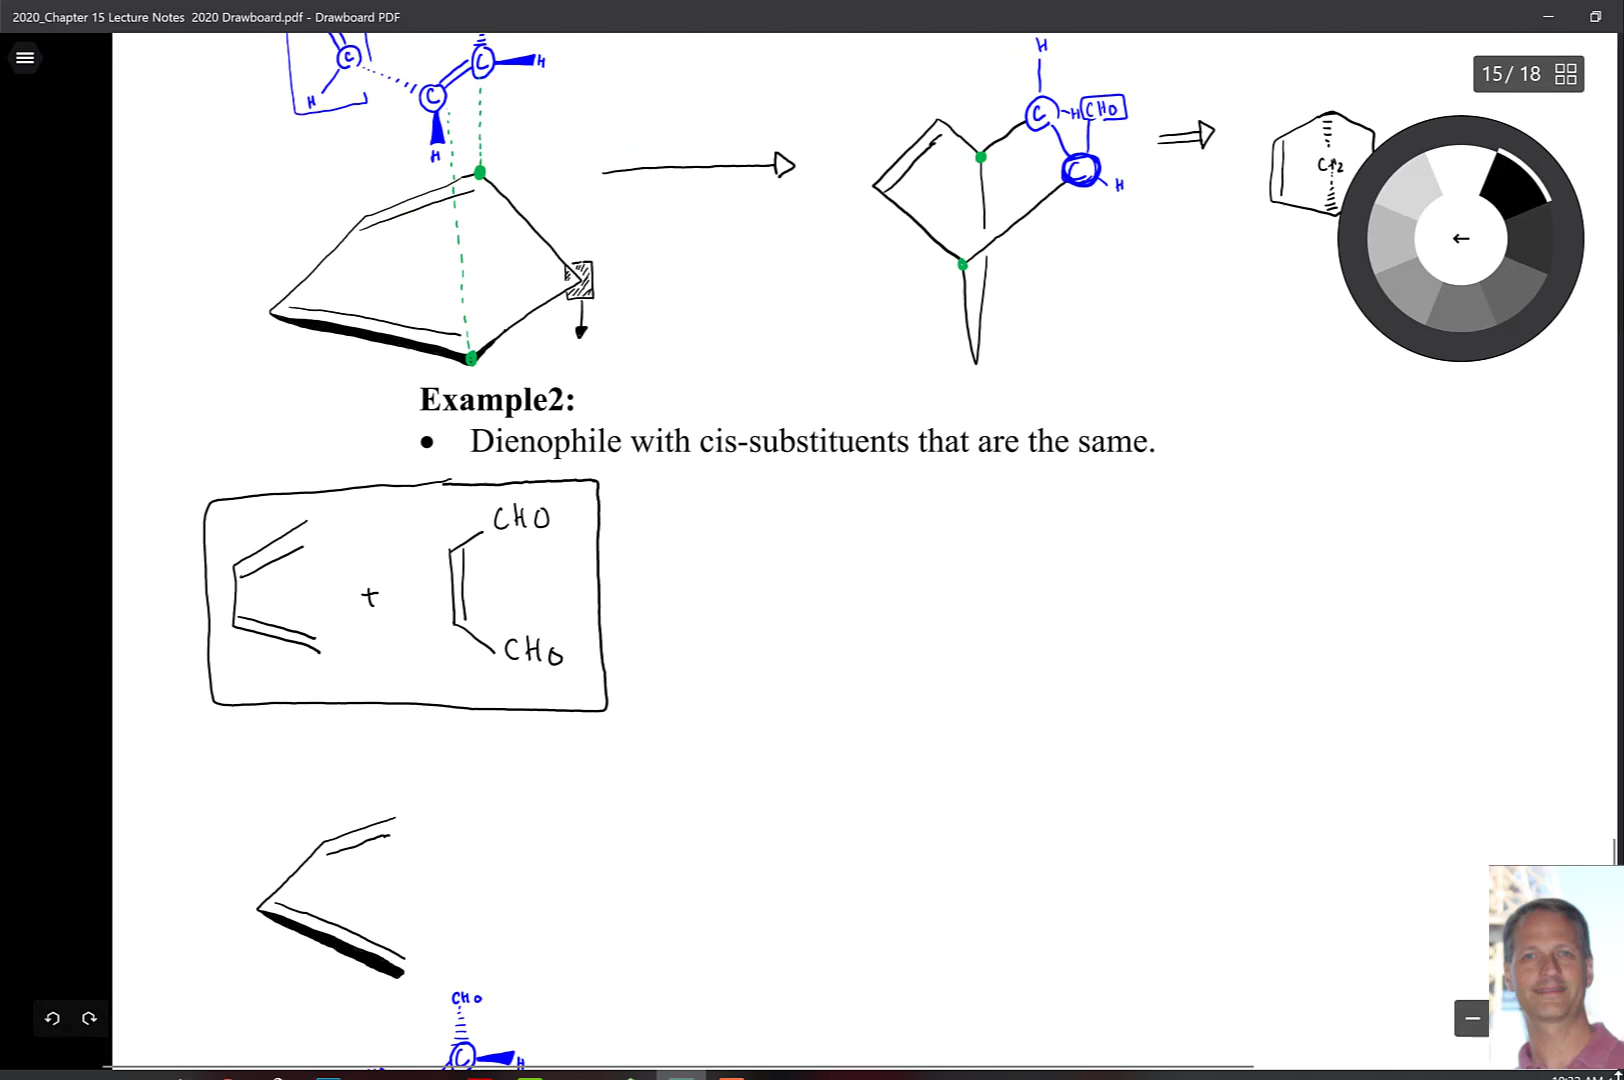 2020_Chapter 15 Lecture Notes 2020 Drawboard.pdf - Drawboard PDF
15 / 18
C
H
C
H
C
H
H
C
H
CHO
C
H
CH2
Example2:
• Dienophile with cis-substituents that are the same.
CHO
+
CHO
CHO
C
H